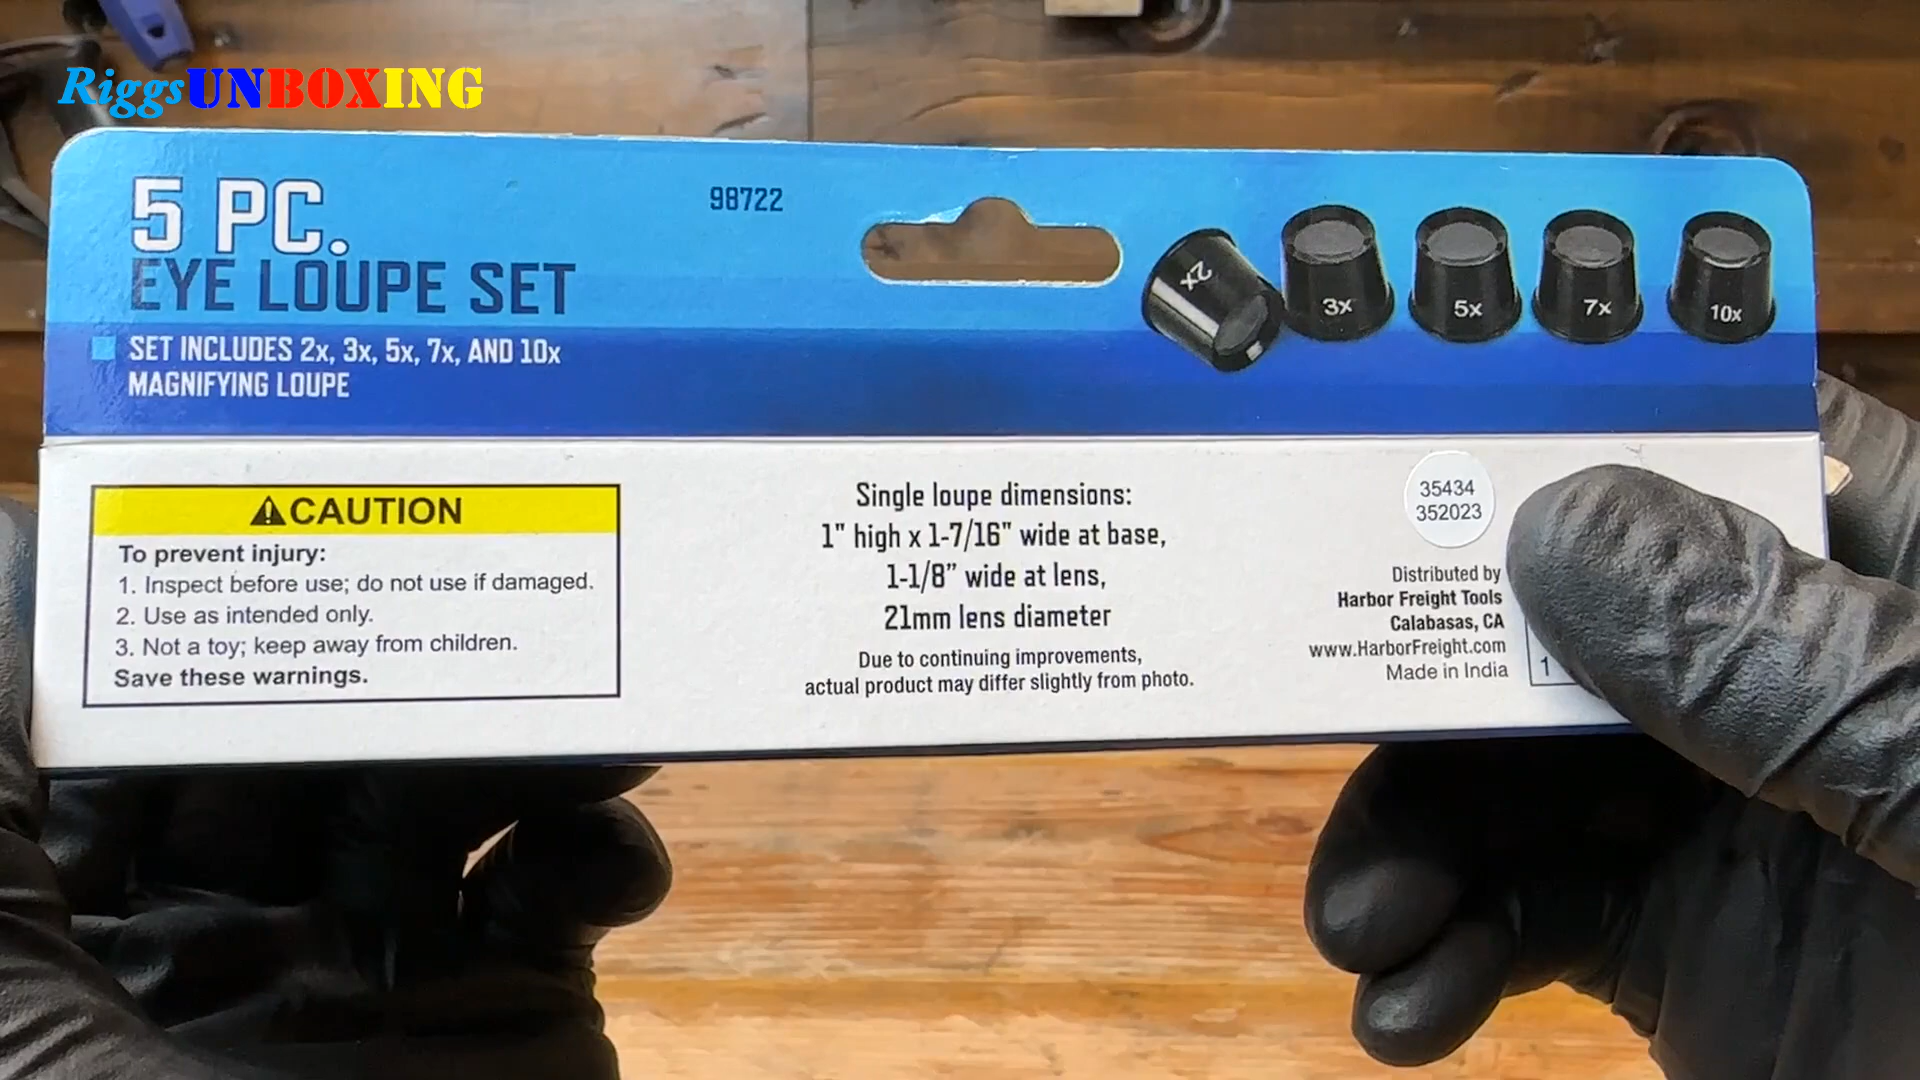 RiggsUNBOXING
5 PC.
EYE LOUPE SET
98722
SET INCLUDES 2x, 3x, 5x, 7x, AND 10x
MAGNIFYING LOUPE
2x
3x
5x
7x
10x
CAUTION
To prevent injury:
1. Inspect before use; do not use if damaged.
2. Use as intended only.
3. Not a toy; keep away from children.
Save these warnings.
Single loupe dimensions:
1" high x 1-7/16" wide at base,
1-1/8” wide at lens,
21mm lens diameter
Due to continuing improvements,
actual product may differ slightly from photo.
35434
352023
Distributed by
Harbor Freight Tools
Calabasas, CA
www.HarborFreight.com
Made in India
1